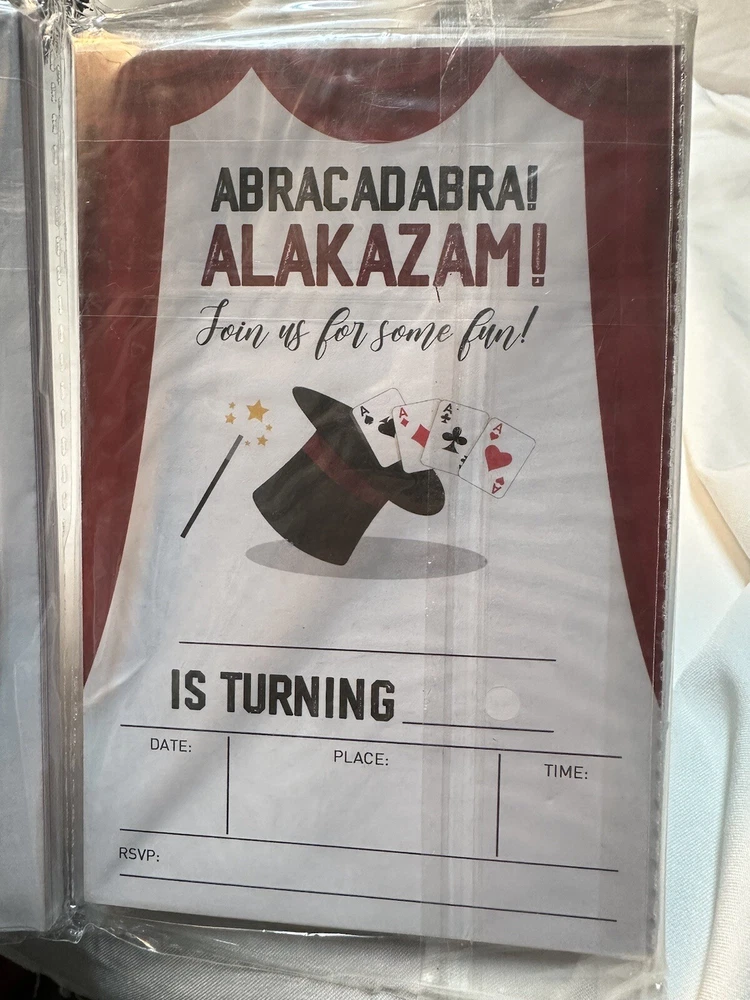 ABRACADABRA!
ALAKAZAM!
Join us for some fun!
A A A A
A
IS TURNING
DATE: PLACE: TIME:
RSVP: